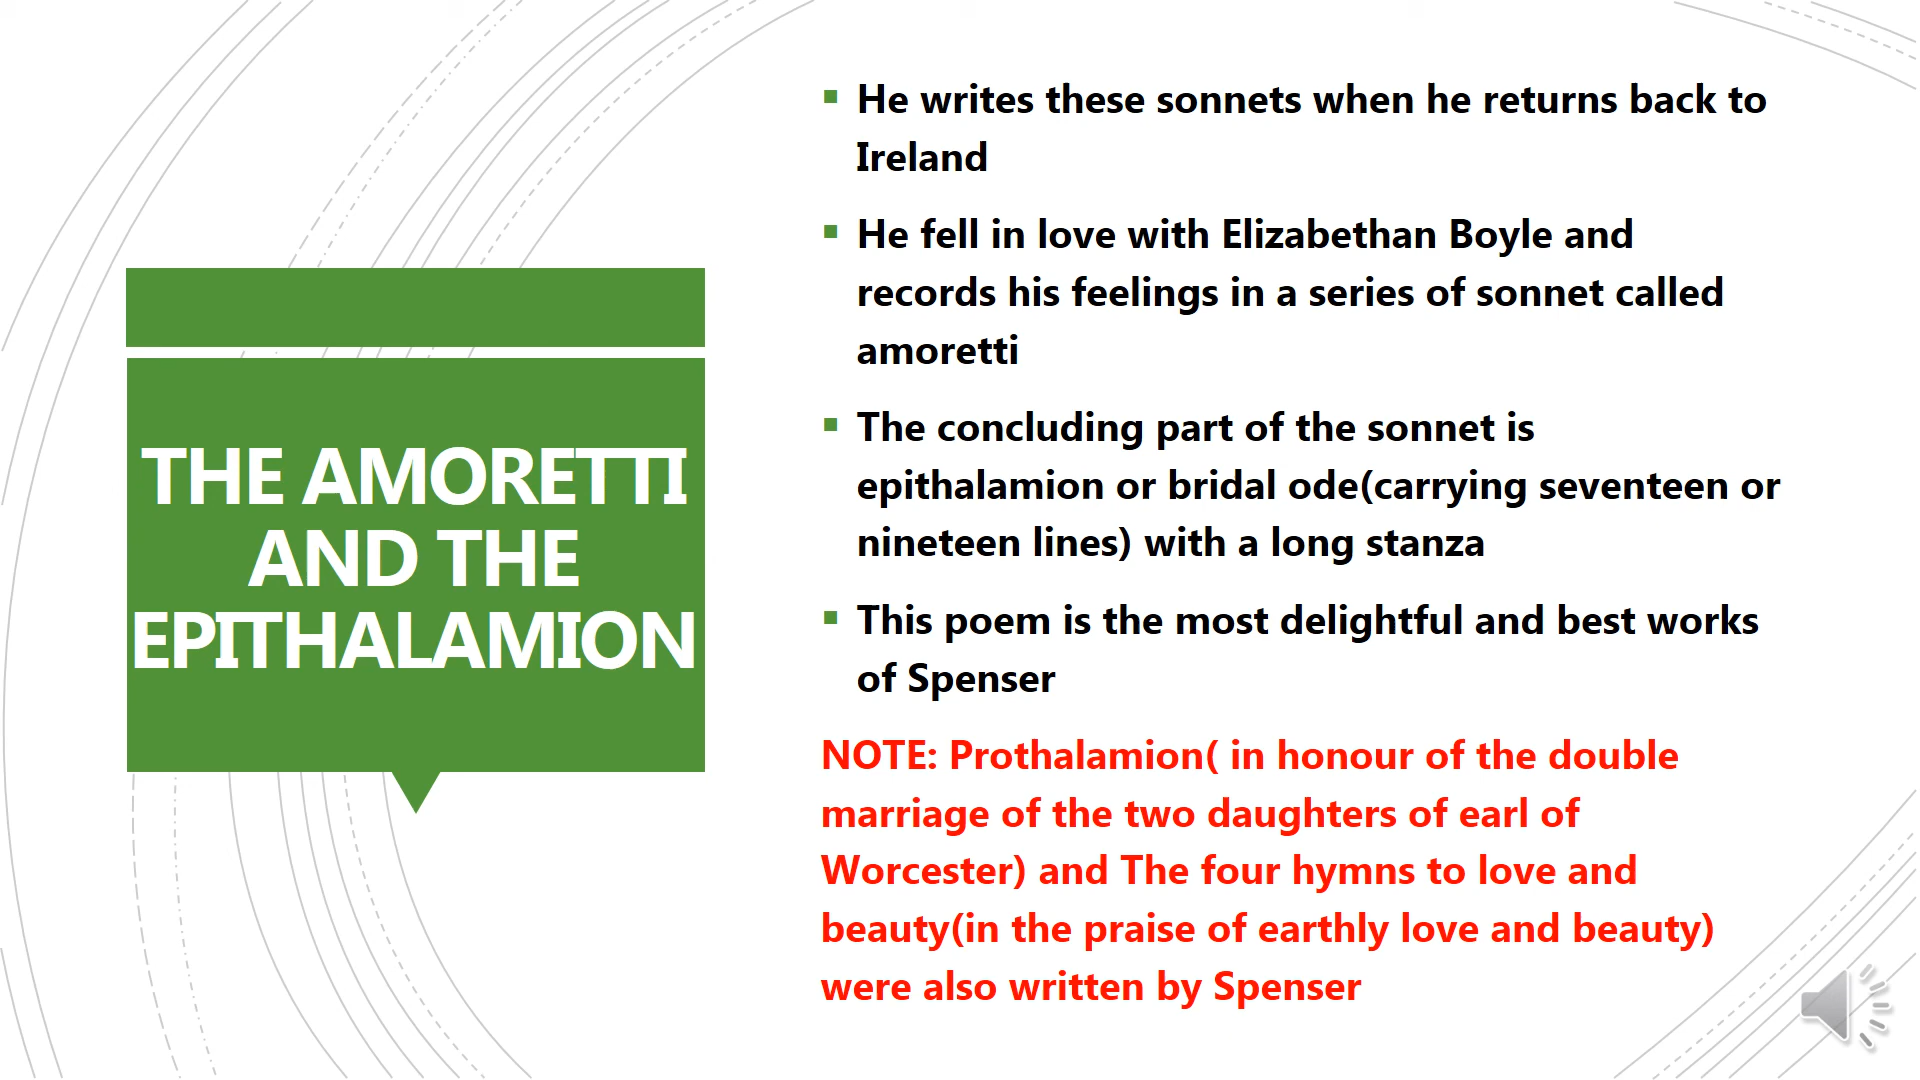 THE AMORETTI
AND THE
EPITHALAMION
▪ He writes these sonnets when he returns back to
Ireland
▪ He fell in love with Elizabethan Boyle and
records his feelings in a series of sonnet called
amoretti
▪ The concluding part of the sonnet is
epithalamion or bridal ode(carrying seventeen or
nineteen lines) with a long stanza
▪ This poem is the most delightful and best works
of Spenser
NOTE: Prothalamion( in honour of the double
marriage of the two daughters of earl of
Worcester) and The four hymns to love and
beauty(in the praise of earthly love and beauty)
were also written by Spenser